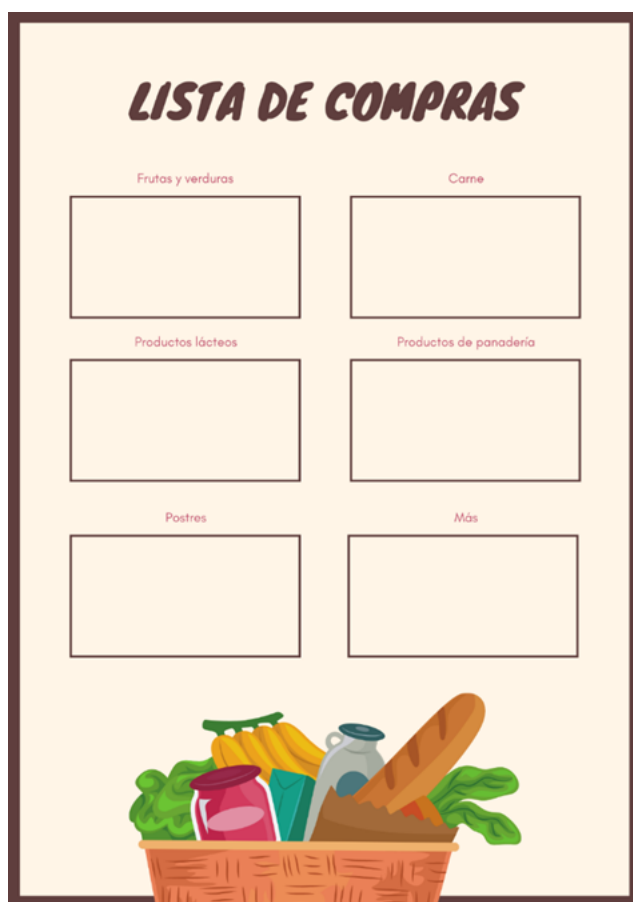 LISTA DE COMPRAS
Frutas y verduras
Carne
Productos lácteos
Productos de panadería
Postres
Más